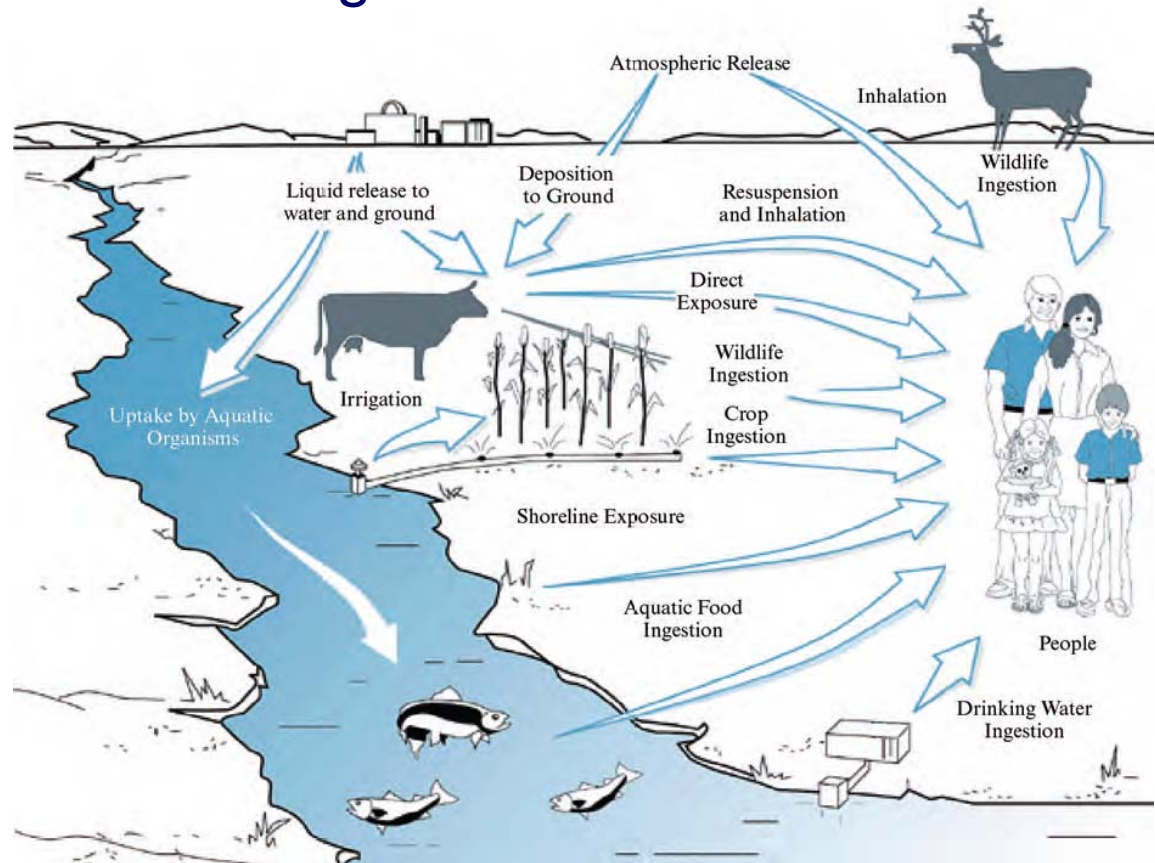 Atmospheric Release
Inhalation
Wildlife
Ingestion
Deposition
to Ground
Liquid release to
water and ground
Resuspension
and Inhalation
Direct
Exposure
Wildlife
Ingestion
Irrigation
Uptake by Aquatic
Organisms
Crop
Ingestion
Shoreline Exposure
Aquatic Food
Ingestion
People
Drinking Water
Ingestion